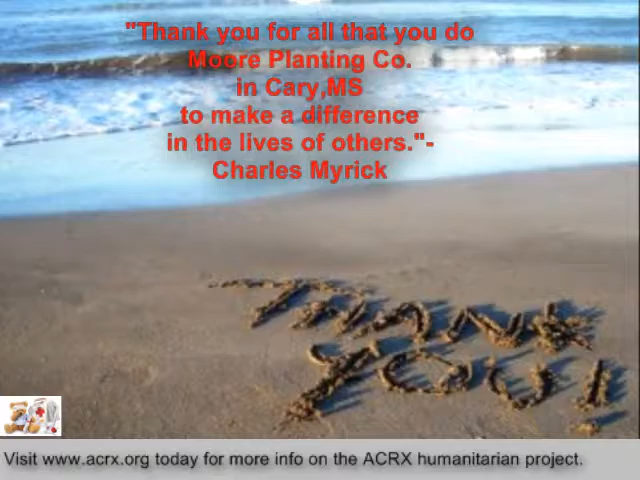 "Thank you for all that you do
Moore Planting Co.
in Cary,MS
to make a difference
in the lives of others."-
Charles Myrick
THANK
YOU!
Visit www.acrx.org today for more info on the ACRX humanitarian project.